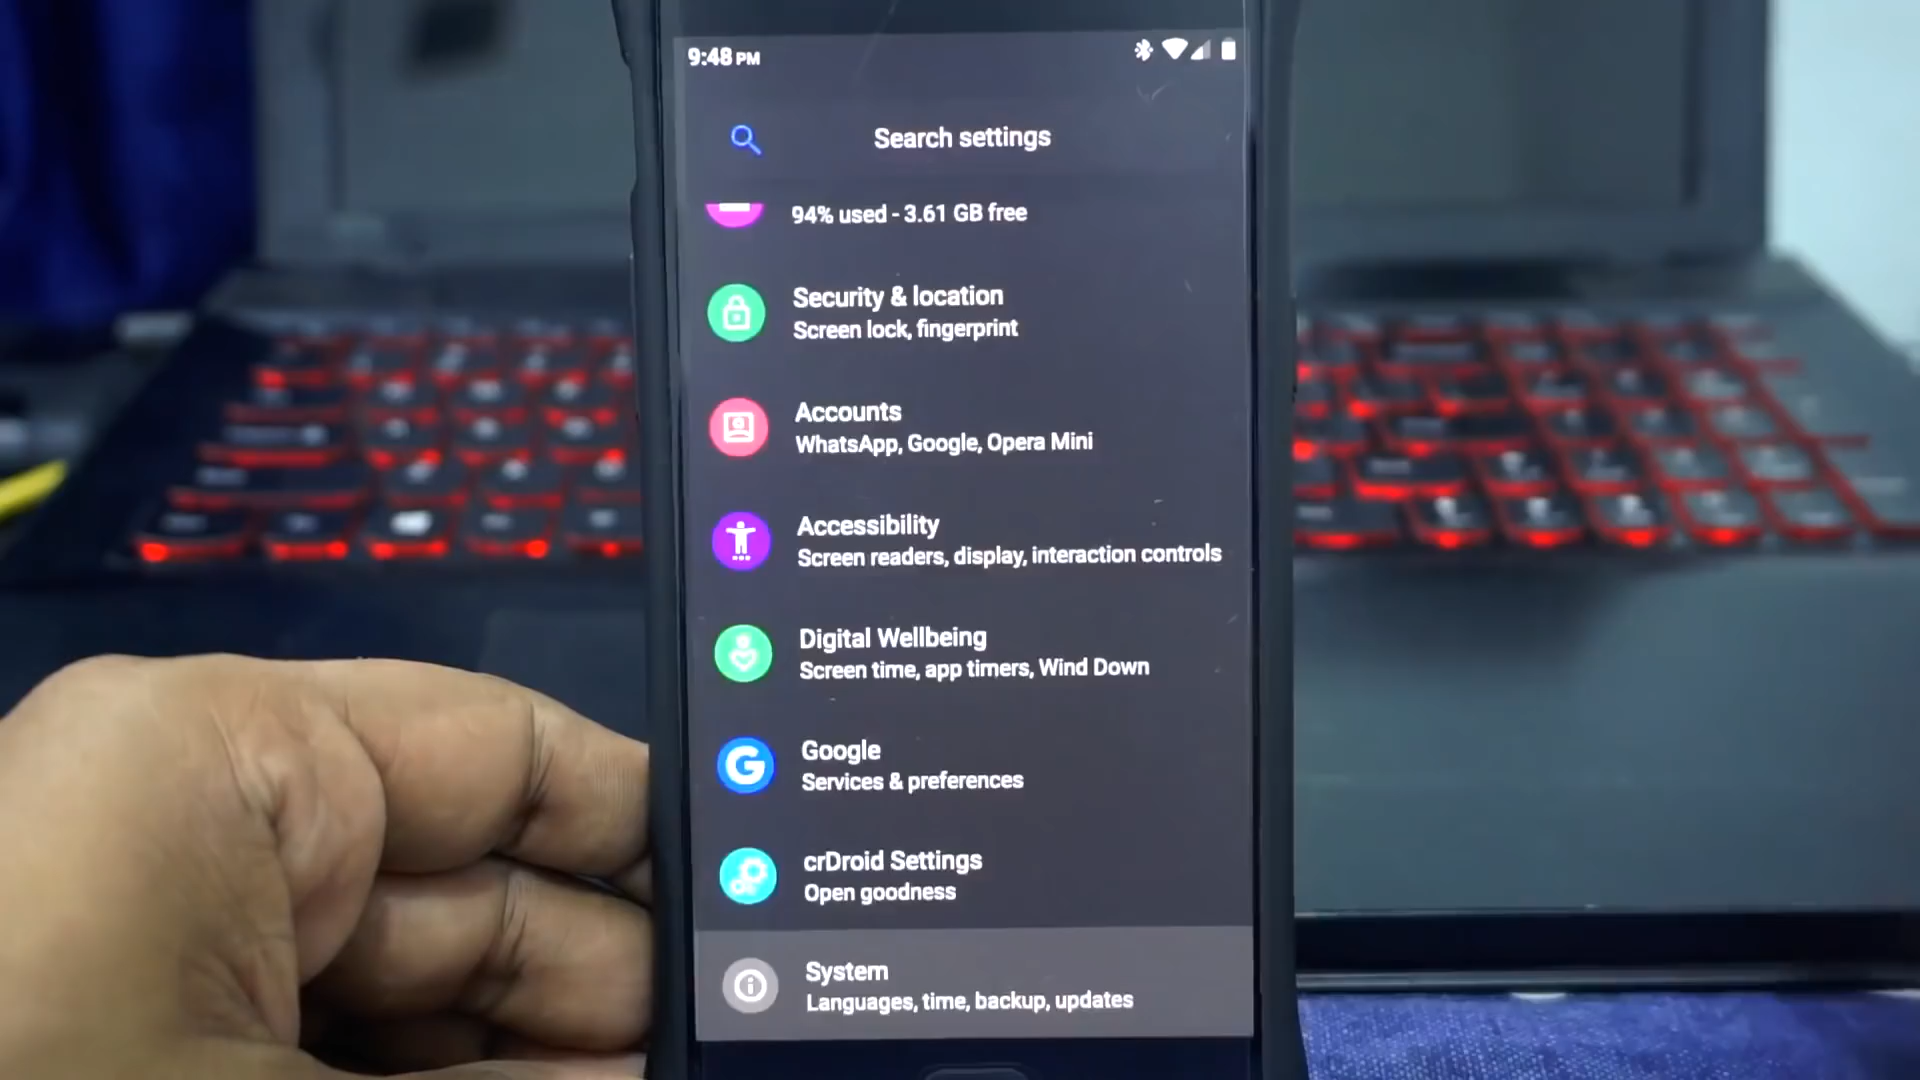 9:48 PM
Search settings
94% used - 3.61 GB free
Security & location
Screen lock, fingerprint
Accounts
WhatsApp, Google, Opera Mini
Accessibility
Screen readers, display, interaction controls
Digital Wellbeing
Screen time, app timers, Wind Down
Google
Services & preferences
crDroid Settings
Open goodness
System
Languages, time, backup, updates